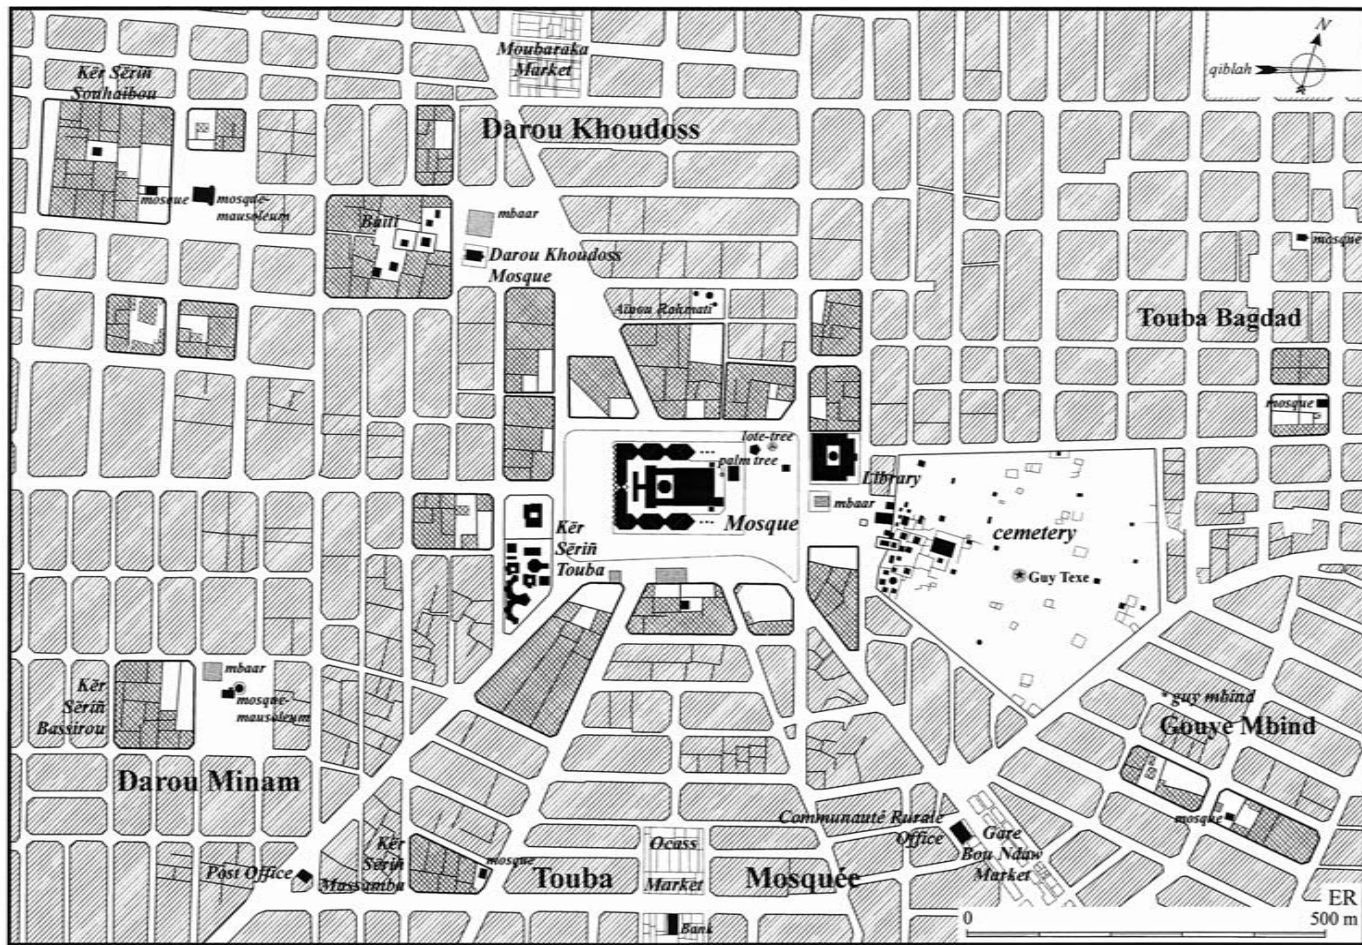 Moubaraka
Market
N
qiblah
Kër Sëriñ
Souhaibou
Darou Khoudoss
mosque
mosque-
mausoleum
Baïti
mbaar
Darou Khoudoss
Mosque
mosque
Aïnou Rahmati
Touba Bagdad
mosque
lote-tree
palm tree
Library
mbaar
Mosque
Kër
Sëriñ
Touba
cemetery
Guy Texe
mbaar
Kër
Sëriñ
Bassirou
mosque-
mausoleum
guy mbind
Gouye Mbind
Darou Minam
Communauté Rurale
Office
Gare
Bou Ndaw
Market
mosque
Kër
Sëriñ
Massamba
mosque
Post Office
Ocass
Market
Touba
Mosquée
Bank
ER
0
500 m